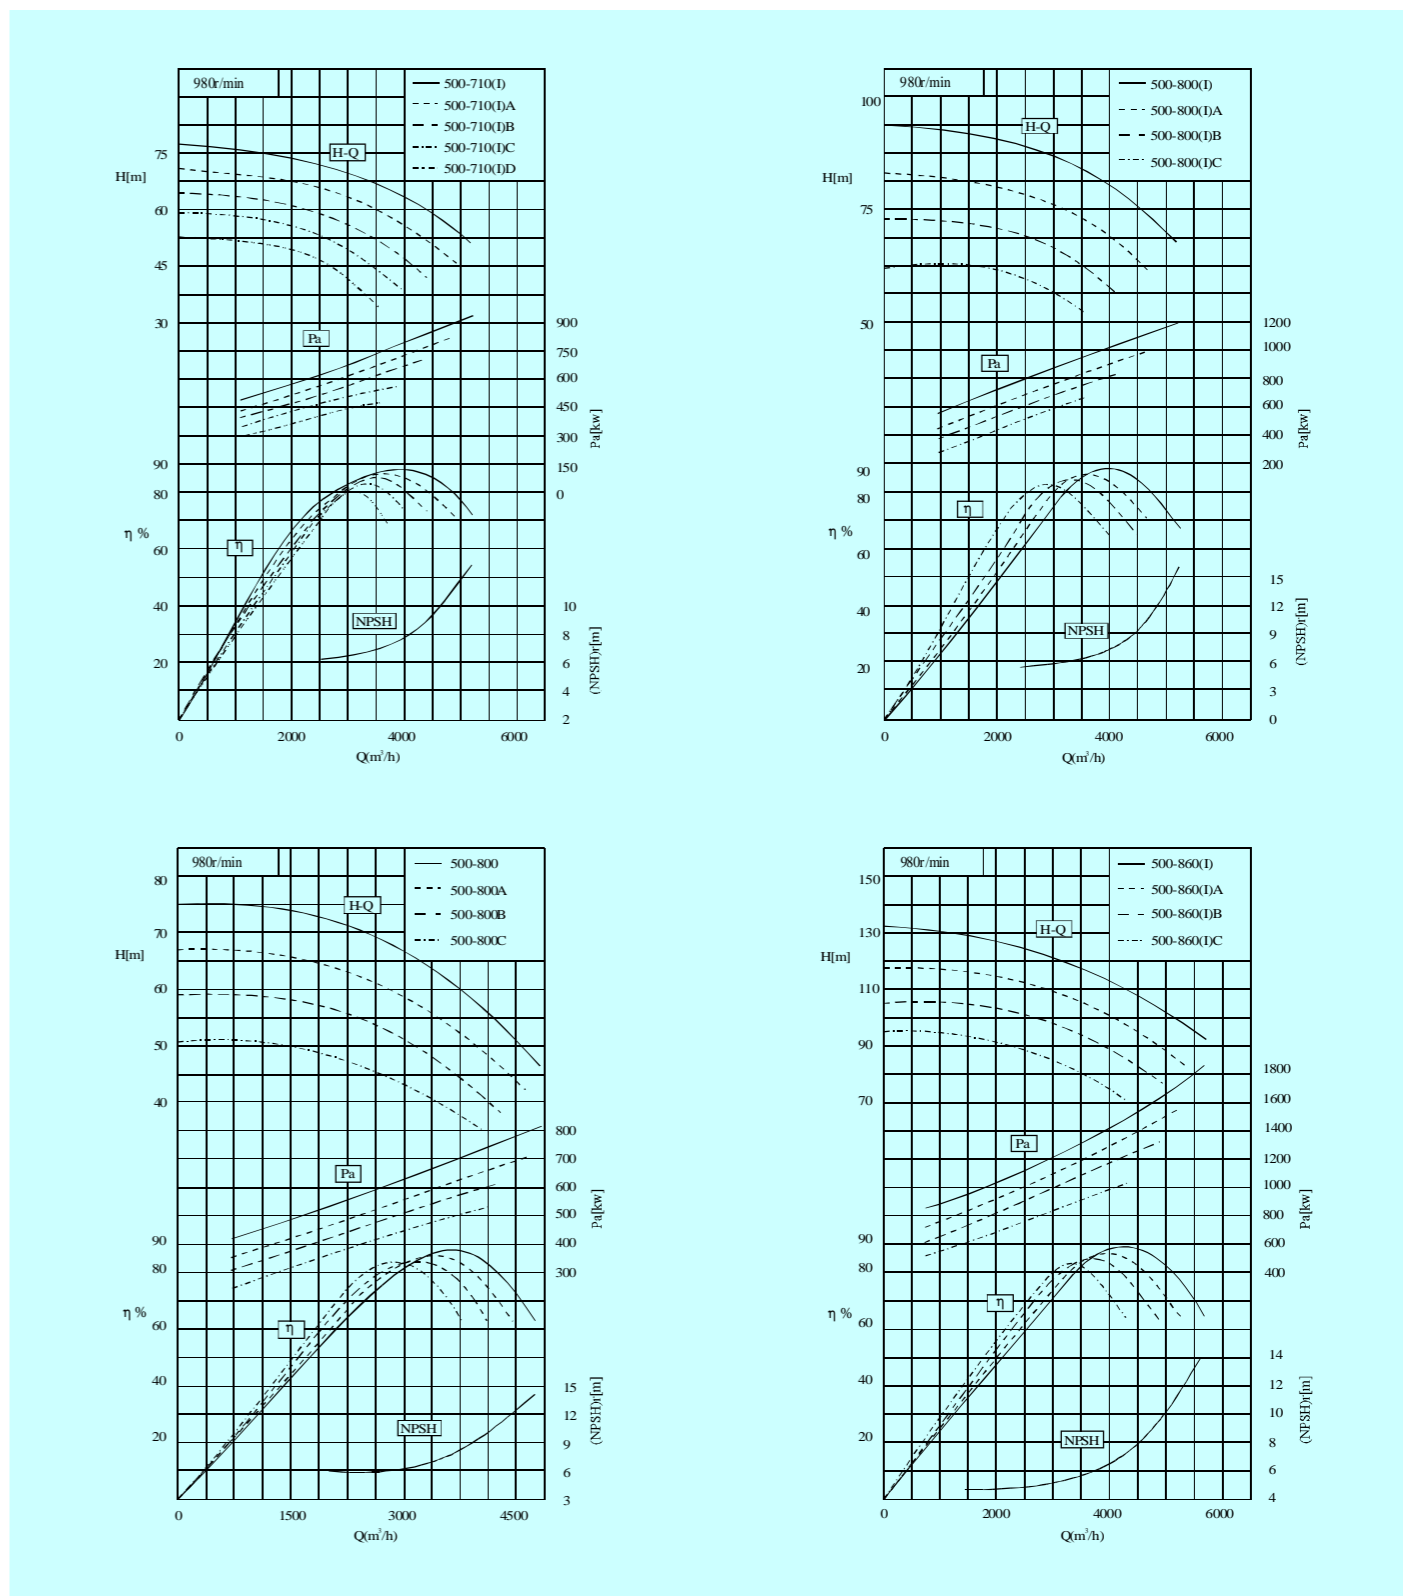 980r/min
500-710(I)
500-710(I)A
500-710(I)B
500-710(I)C
500-710(I)D
H-Q
75
H[m]
60
45
30
Pa
900
750
600
450
300
150
0
Pa[kw]
90
80
η %
60
40
20
η
NPSH
10
8
6
4
2
(NPSH)r[m]
0
2000
4000
6000
Q(m³/h)
980r/min
500-800(I)
500-800(I)A
500-800(I)B
500-800(I)C
100
H-Q
H[m]
75
50
Pa
1200
1000
800
600
400
200
Pa[kw]
90
80
η %
60
40
20
η
NPSH
15
12
9
6
3
0
(NPSH)r[m]
0
2000
4000
6000
Q(m³/h)
980r/min
500-800
500-800A
500-800B
500-800C
80
H-Q
70
H[m]
60
50
40
Pa
800
700
600
500
400
300
Pa[kw]
90
80
η %
60
40
20
η
NPSH
15
12
9
6
3
(NPSH)r[m]
0
1500
3000
4500
Q(m³/h)
980r/min
500-860(I)
500-860(I)A
500-860(I)B
500-860(I)C
150
H-Q
130
H[m]
110
90
70
Pa
1800
1600
1400
1200
1000
800
600
400
Pa[kw]
90
80
η %
60
40
20
η
NPSH
14
12
10
8
6
4
(NPSH)r[m]
0
2000
4000
6000
Q(m³/h)